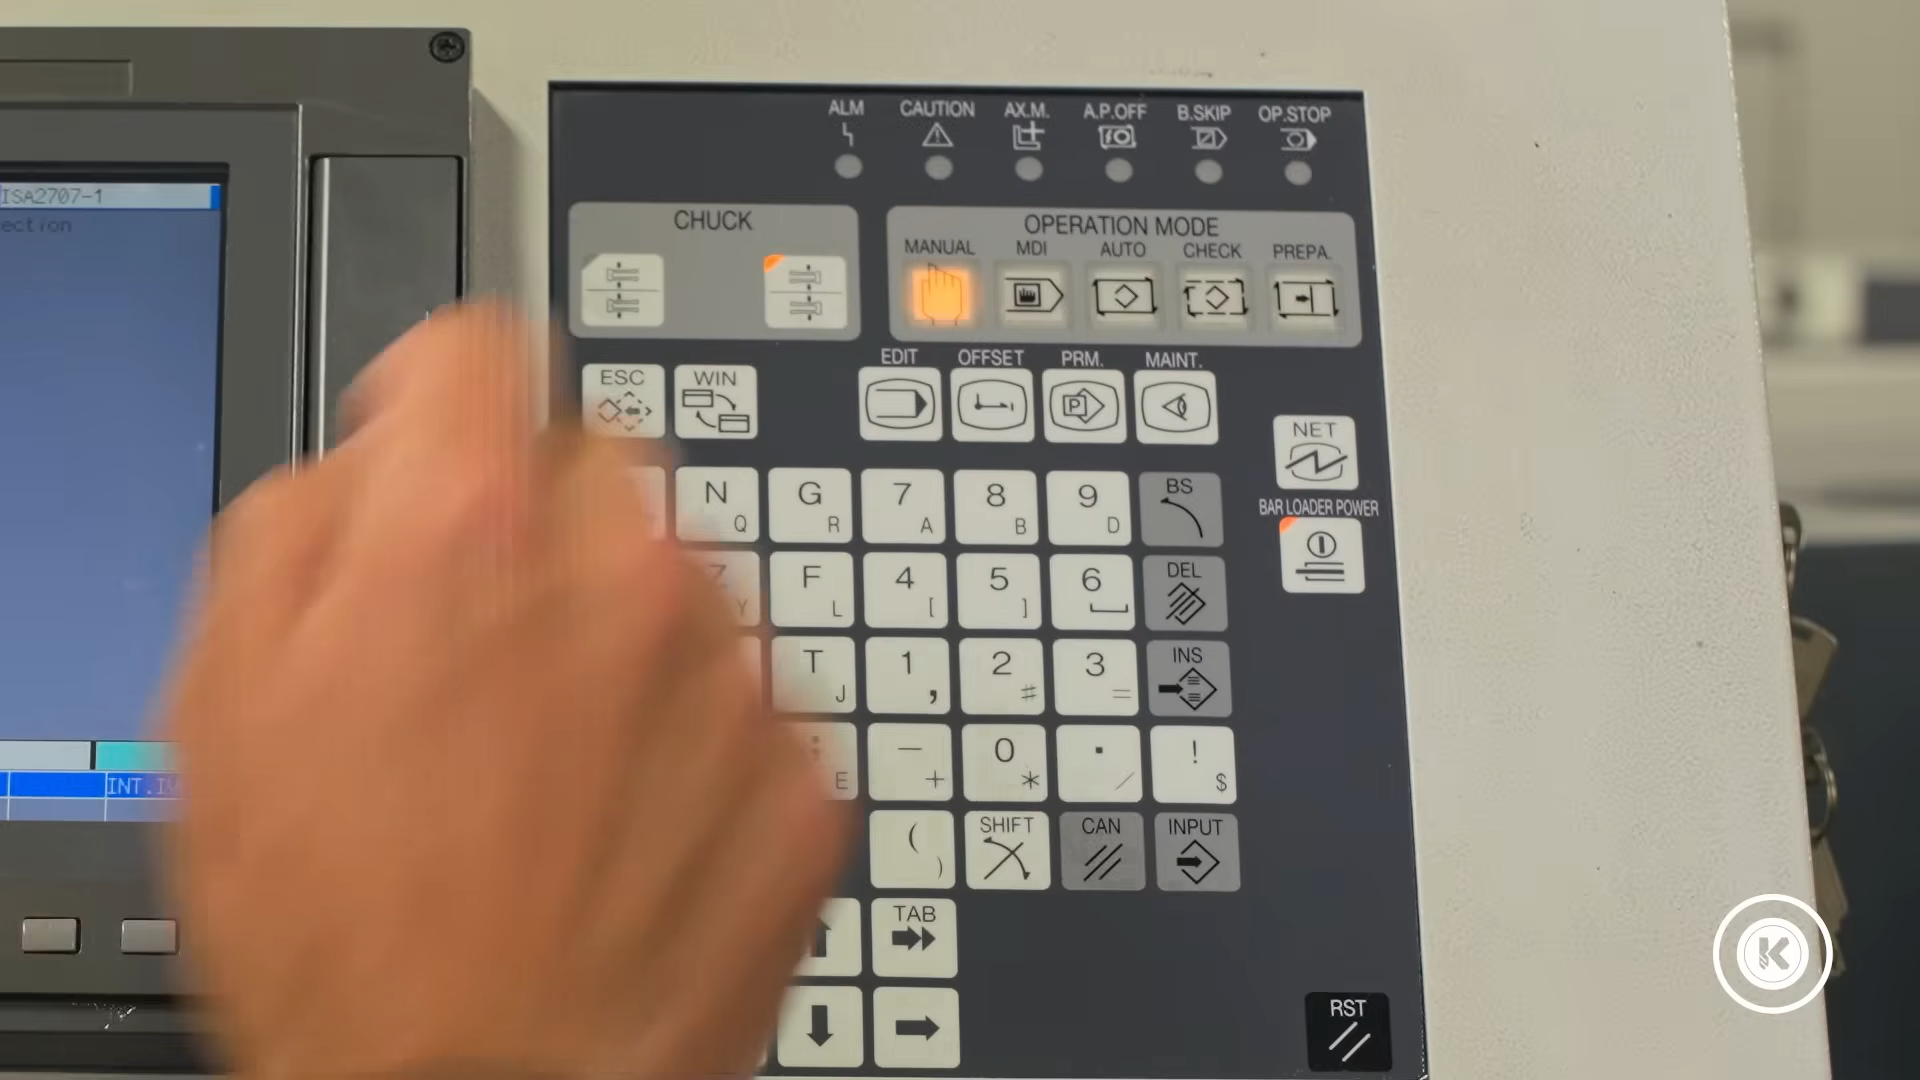 ALM CAUTION AX.M. A.P.OFF B.SKIP OP.STOP
ISA2707-1
ection
CHUCK
OPERATION MODE
MANUAL MDI AUTO CHECK PREPA.
EDIT OFFSET PRM. MAINT.
ESC WIN
P
NET
BAR LOADER POWER
N Q G R 7 A 8 B 9 D BS
Z Y F L 4 [ 5 ] 6 DEL
T J 1 , 2 # 3 = INS
E — + 0 * . / ! $
INT.
( ) SHIFT CAN INPUT
TAB
K
RST